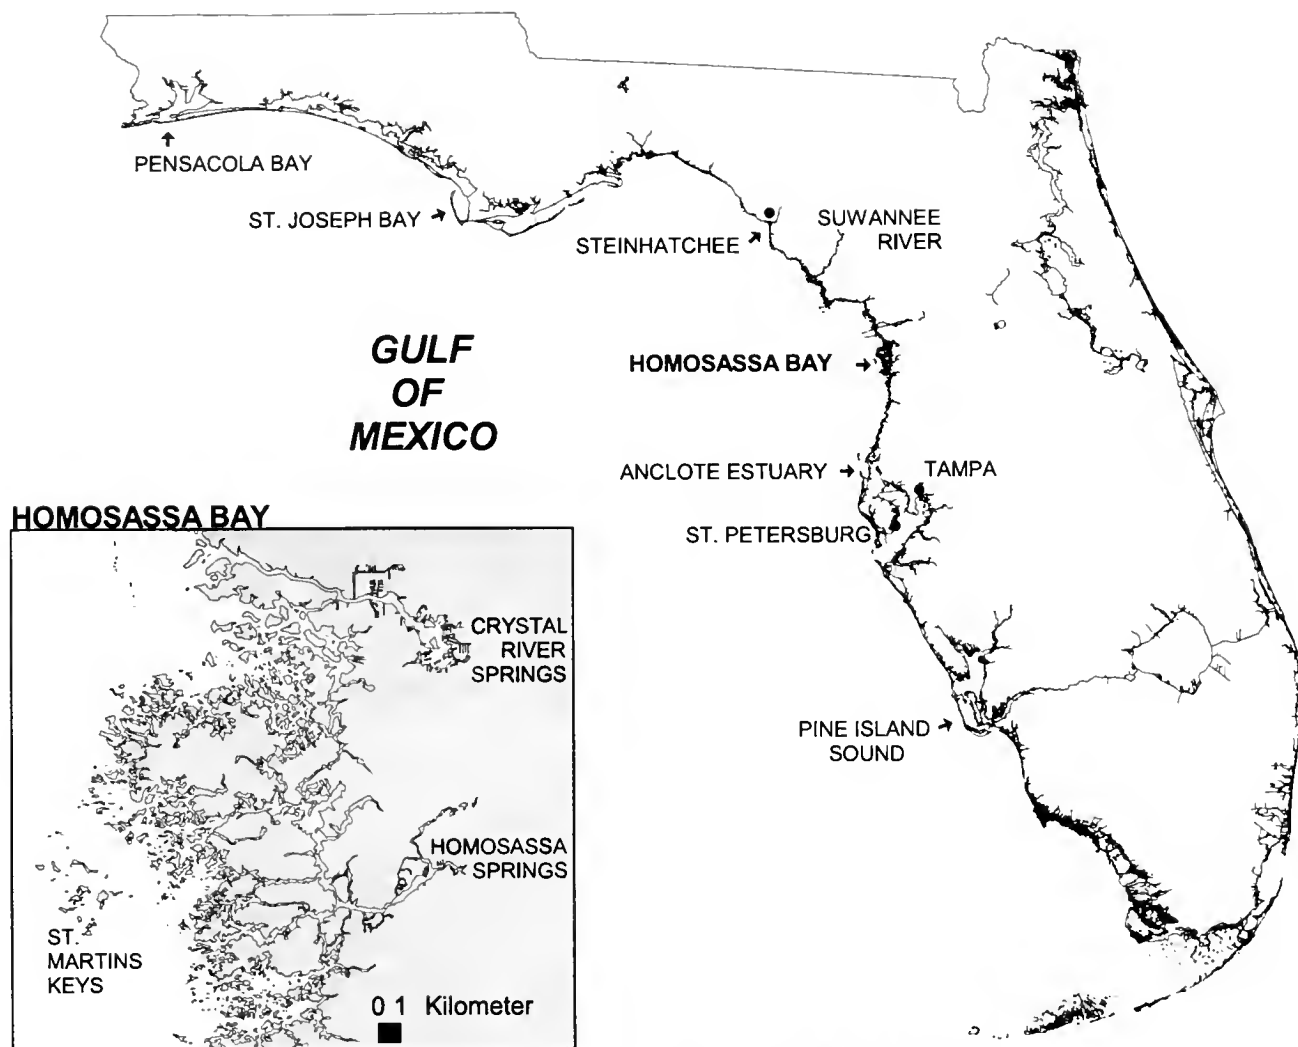 PENSACOLA BAY
ST. JOSEPH BAY
STEINHATCHEE
SUWANNEE
RIVER
GULF
OF
MEXICO
HOMOSASSA BAY
ANCLOTE ESTUARY
TAMPA
ST. PETERSBURG
PINE ISLAND
SOUND
HOMOSASSA BAY
CRYSTAL
RIVER
SPRINGS
HOMOSASSA
SPRINGS
ST.
MARTINS
KEYS
0 1 Kilometer